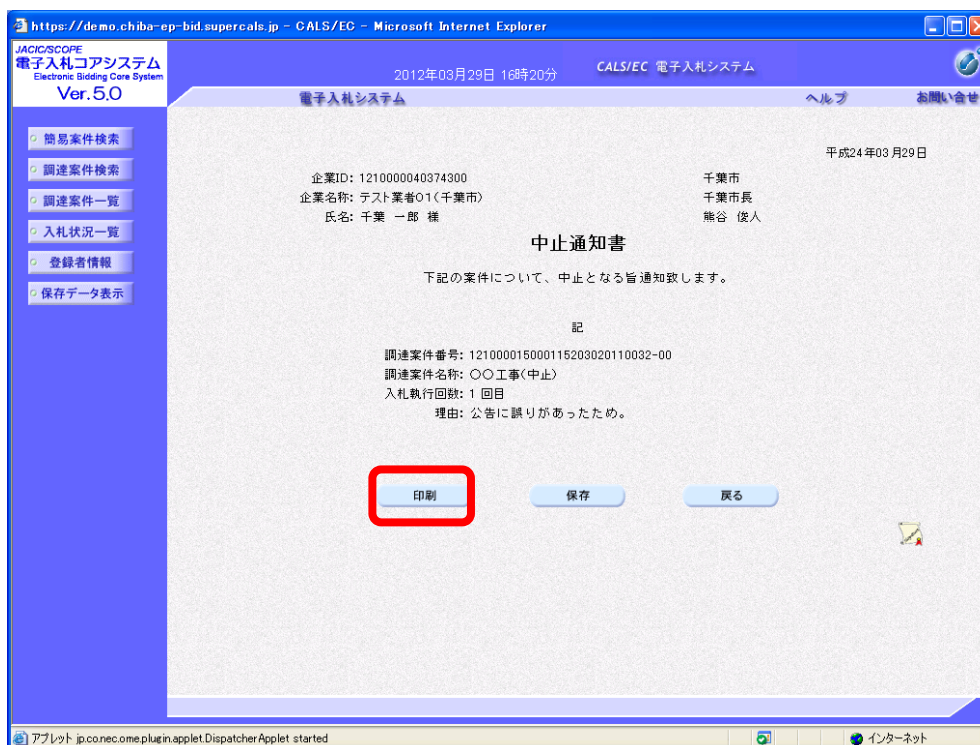 https://demo.chiba-ep-bid.supercals.jp - CALS/EC - Microsoft Internet Explorer
JACIC/SCOPE
電子入札コアシステム
Electronic Bidding Core System
Ver.5.0
2012年03月29日 16時20分
CALS/EC 電子入札システム
電子入札システム
ヘルプ
お問い合せ
簡易案件検索
調達案件検索
調達案件一覧
入札状況一覧
登録者情報
保存データ表示
平成24年03月29日
企業ID: 1210000040374300
千葉市
企業名称: テスト業者01(千葉市)
千葉市長
氏名: 千葉 一郎 様
熊谷 俊人
中止通知書
下記の案件について、中止となる旨通知致します。
記
調達案件番号: 1210001500011520302011​0032-00
調達案件名称: ○○工事(中止)
入札執行回数: 1 回目
理由: 公告に誤りがあったため。
印刷
保存
戻る
アプレット jp.co.nec.ome.plugin.applet.DispatcherApplet started
インターネット